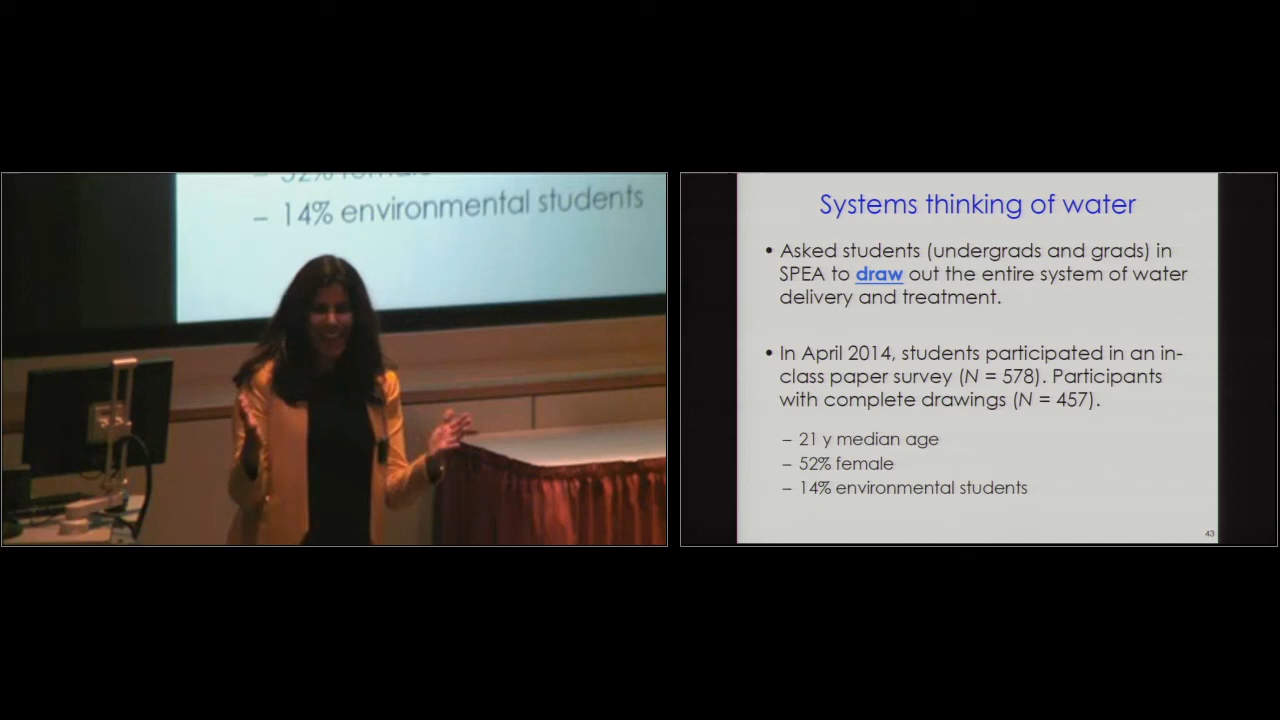 – 52% female
– 14% environmental students
Systems thinking of water
• Asked students (undergrads and grads) in
SPEA to draw out the entire system of water
delivery and treatment.
• In April 2014, students participated in an in-
class paper survey (N = 578). Participants
with complete drawings (N = 457).
– 21 y median age
– 52% female
– 14% environmental students
43